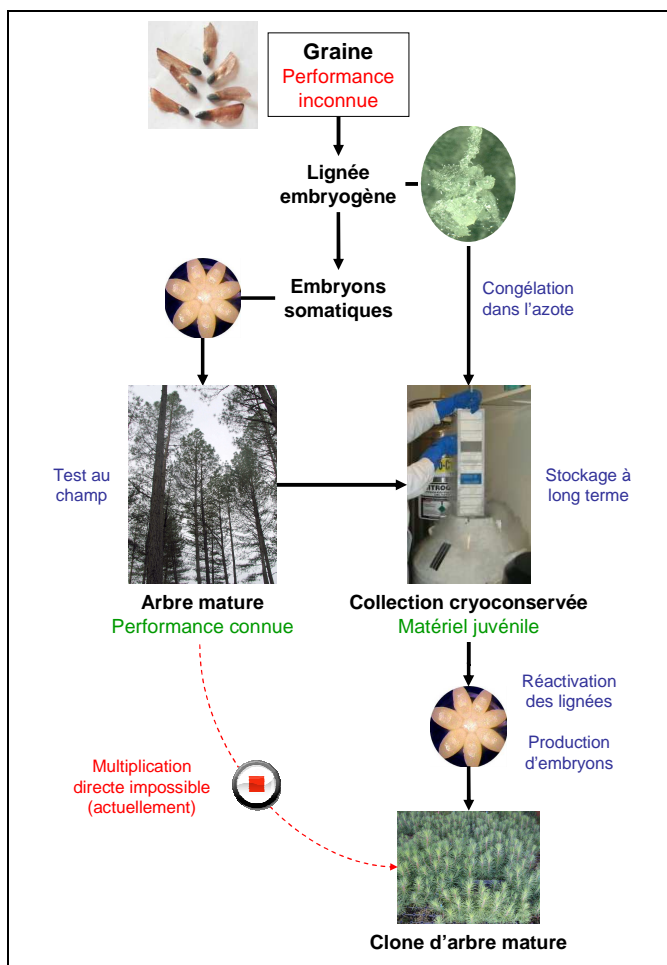 Graine
Performance
inconnue
Lignée
embryogène
Embryons
somatiques
Congélation
dans l'azote
Test au
champ
Stockage à
long terme
Arbre mature
Performance connue
Collection cryoconservée
Matériel juvénile
Réactivation
des lignées
Production
d'embryons
Multiplication
directe impossible
(actuellement)
Clone d'arbre mature